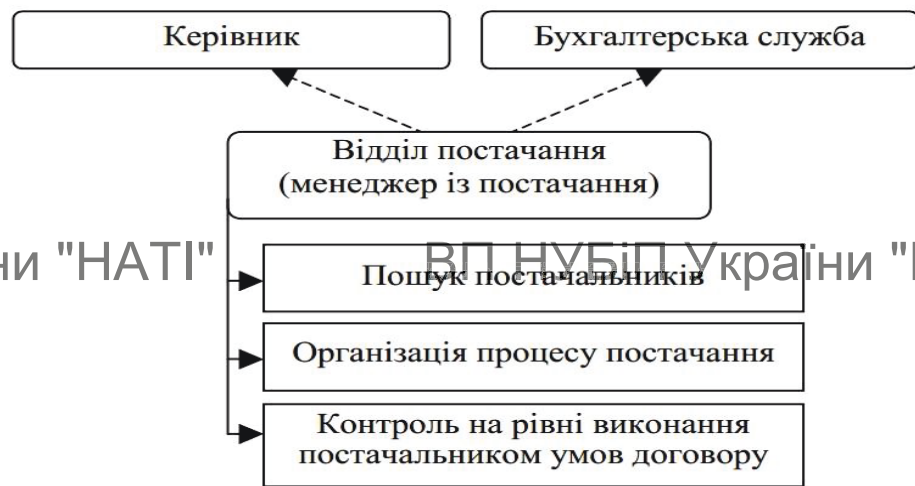 Керівник
Бухгалтерська служба
Відділ постачання
(менеджер із постачання)
ни "НАТІ"
ВП НУБіП України "
Пошук постачальників
Організація процесу постачання
Контроль на рівні виконання
постачальником умов договору